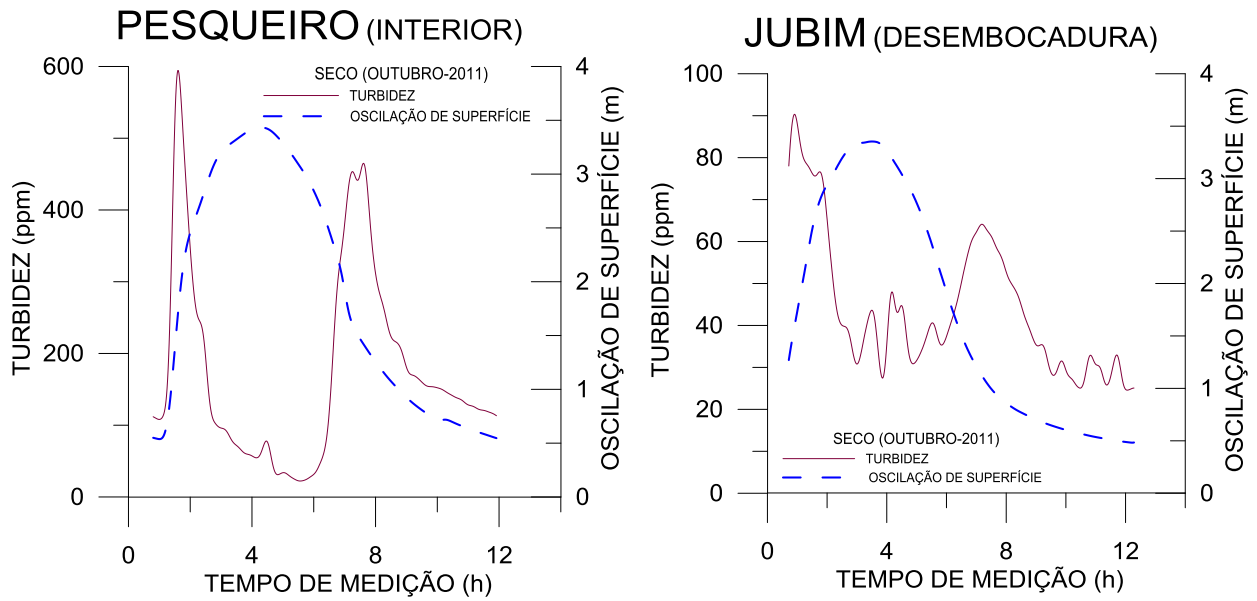 PESQUEIRO (INTERIOR)
SECO (OUTUBRO-2011)
TURBIDEZ
OSCILAÇÃO DE SUPERFÍCIE
600
400
200
0
TURBIDEZ (ppm)
4
3
2
1
0
OSCILAÇÃO DE SUPERFÍCIE (m)
0 4 8 12
TEMPO DE MEDIÇÃO (h)
JUBIM (DESEMBOCADURA)
100
80
60
40
20
0
TURBIDEZ (ppm)
4
3
2
1
0
OSCILAÇÃO DE SUPERFÍCIE (m)
SECO (OUTUBRO-2011)
TURBIDEZ
OSCILAÇÃO DE SUPERFÍCIE
0 4 8 12
TEMPO DE MEDIÇÃO (h)